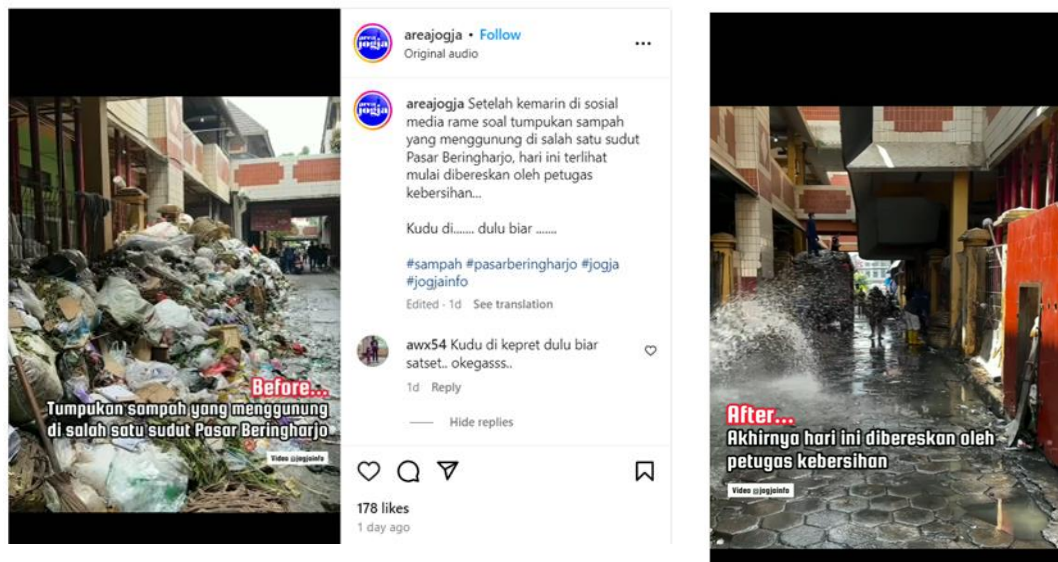 Before...
Tumpukan sampah yang menggunung
di salah satu sudut Pasar Beringharjo
Video @jogjainfo
area
jogja
areajogja • Follow
Original audio
area
jogja
areajogja Setelah kemarin di sosial
media rame soal tumpukan sampah
yang menggunung di salah satu sudut
Pasar Beringharjo, hari ini terlihat
mulai dibereskan oleh petugas
kebersihan...
Kudu di....... dulu biar .......
#sampah #pasarberingharjo #jogja
#jogjainfo
Edited · 1d See translation
awx54 Kudu di kepret dulu biar
satset.. okegasss..
1d Reply
Hide replies
178 likes
1 day ago
After...
Akhirnya hari ini dibereskan oleh
petugas kebersihan
Video @jogjainfo